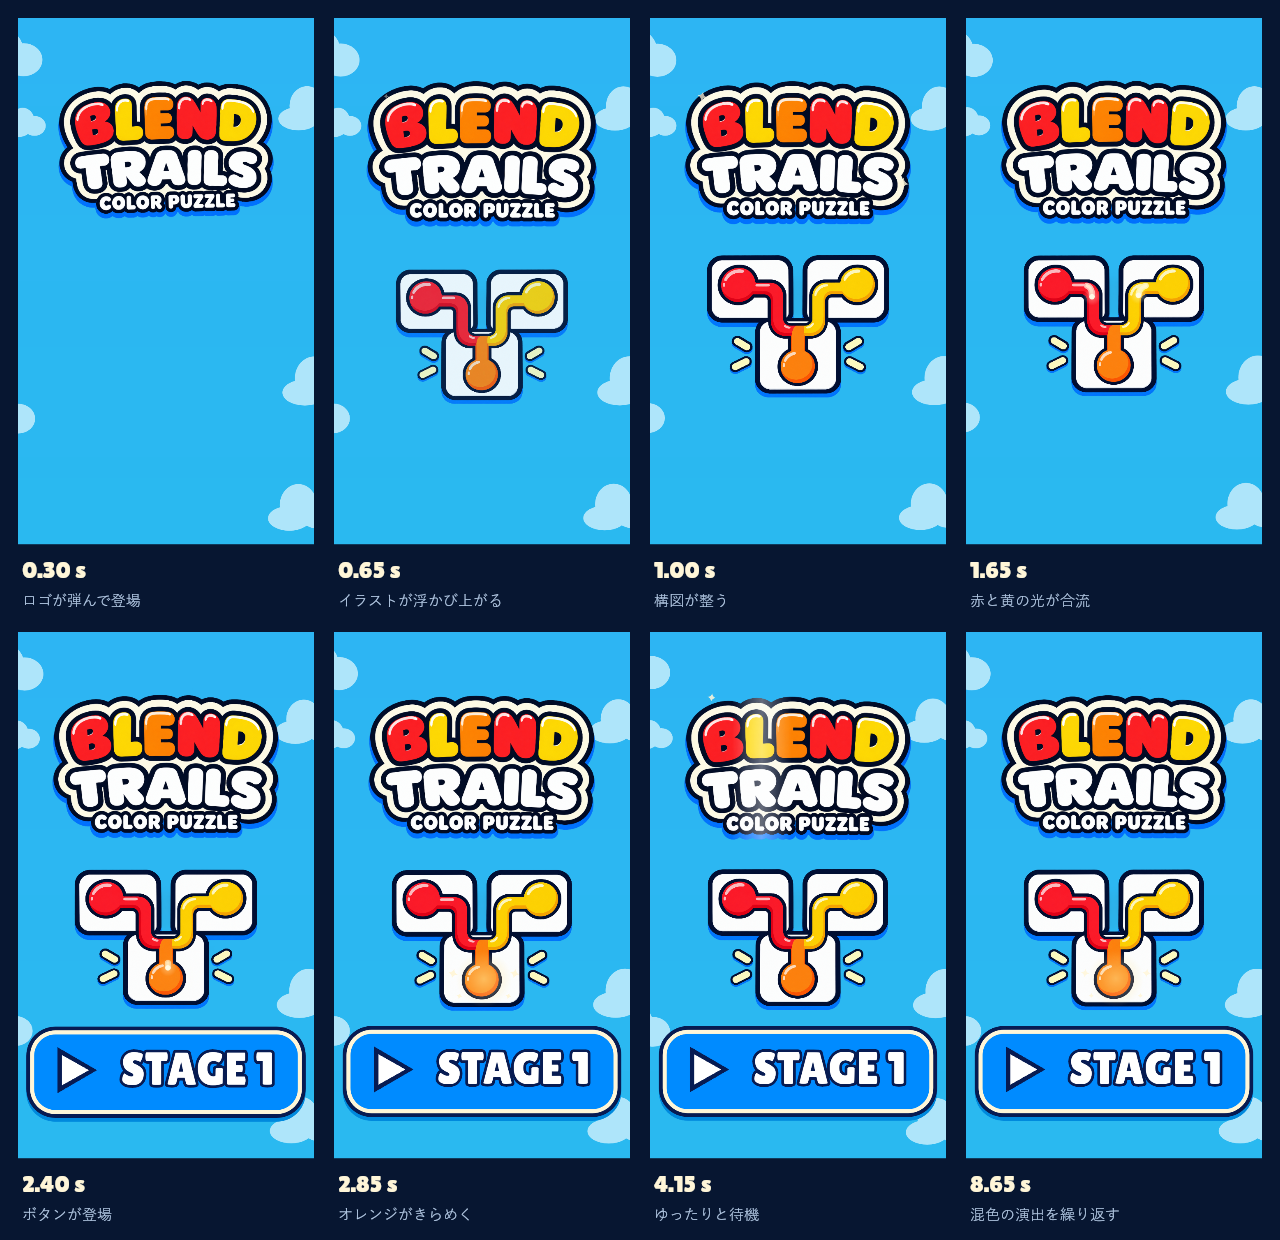 BLEND
TRAILS
COLOR PUZZLE
BLEND
TRAILS
COLOR PUZZLE
BLEND
TRAILS
COLOR PUZZLE
BLEND
TRAILS
COLOR PUZZLE
0.30 s
ロゴが弾んで登場
0.65 s
イラストが浮かび上がる
1.00 s
構図が整う
1.65 s
赤と黄の光が合流
BLEND
TRAILS
COLOR PUZZLE
STAGE 1
BLEND
TRAILS
COLOR PUZZLE
STAGE 1
BLEND
TRAILS
COLOR PUZZLE
STAGE 1
BLEND
TRAILS
COLOR PUZZLE
STAGE 1
2.40 s
ボタンが登場
2.85 s
オレンジがきらめく
4.15 s
ゆったりと待機
8.65 s
混色の演出を繰り返す